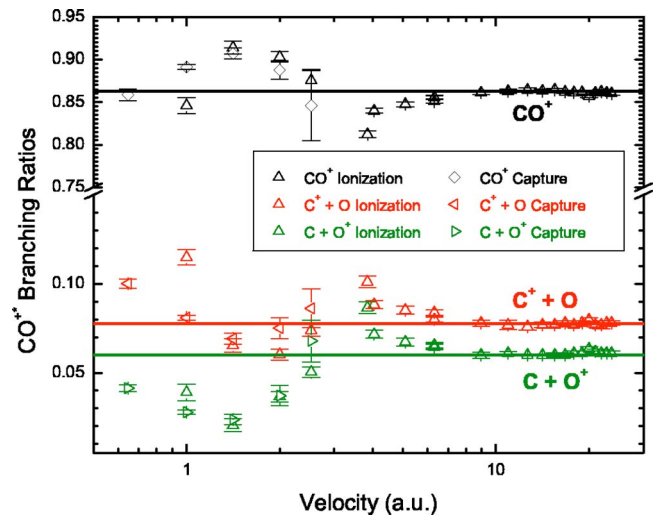 CO⁺* Branching Ratios
0.95
0.90
0.85
0.80
0.75
0.10
0.05
CO⁺
CO⁺ Ionization
CO⁺ Capture
C⁺ + O Ionization
C⁺ + O Capture
C + O⁺ Ionization
C + O⁺ Capture
C⁺ + O
C + O⁺
1
10
Velocity (a.u.)